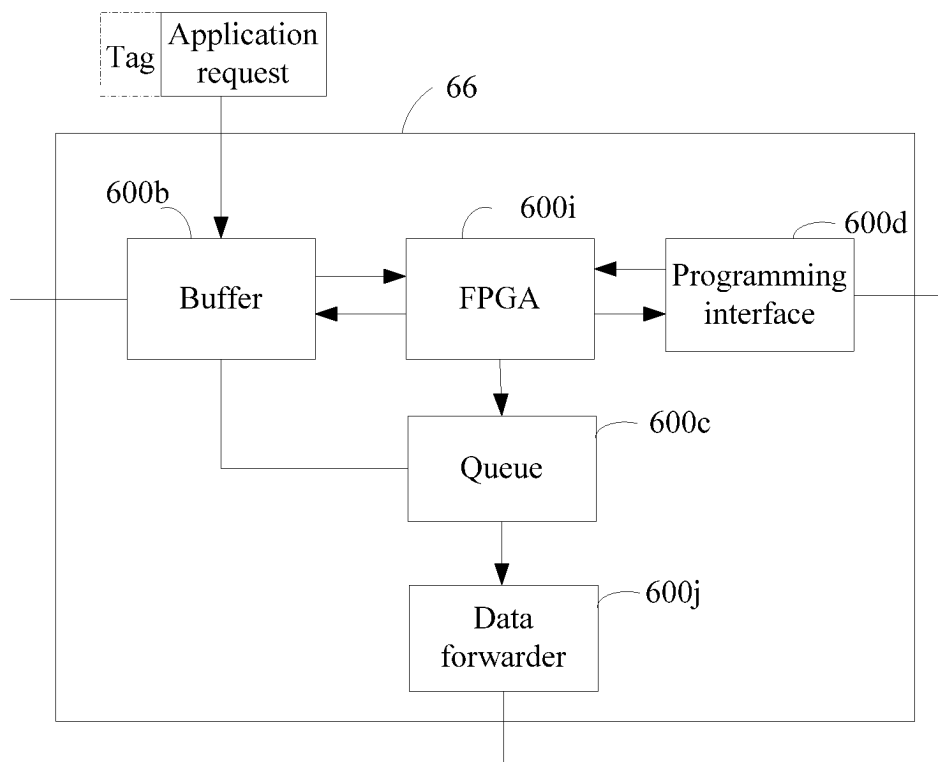 Tag
Application
request
66
600b
600i
600d
Buffer
FPGA
Programming
interface
600c
Queue
600j
Data
forwarder